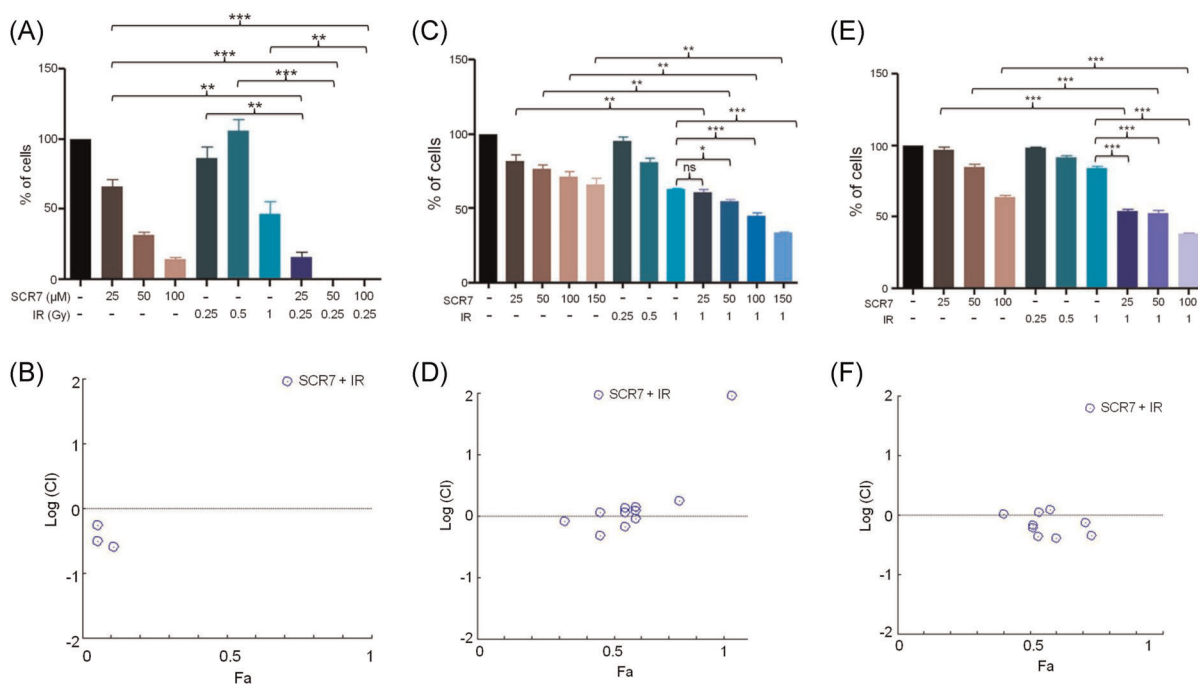 (A)
***
**
***
***
**
**
% of cells
150
100
50
0
SCR7 (µM) - 25 50 100 - - - 25 50 100
IR (Gy) - - - - 0.25 0.5 1 0.25 0.25 0.25
(C)
**
**
**
**
***
***
*
ns
% of cells
150
100
50
0
SCR7 - 25 50 100 150 - - - 25 50 100 150
IR - - - - - 0.25 0.5 1 1 1 1 1
(E)
***
***
***
***
***
***
% of cells
150
100
50
0
SCR7 - 25 50 100 - - - 25 50 100
IR - - - - 0.25 0.5 1 1 1 1
(B)
SCR7 + IR
Log (CI)
2
1
0
-1
-2
0 0.5 1
Fa
(D)
SCR7 + IR
Log (CI)
2
1
0
-1
-2
0 0.5 1
Fa
(F)
SCR7 + IR
Log (CI)
2
1
0
-1
-2
0 0.5 1
Fa